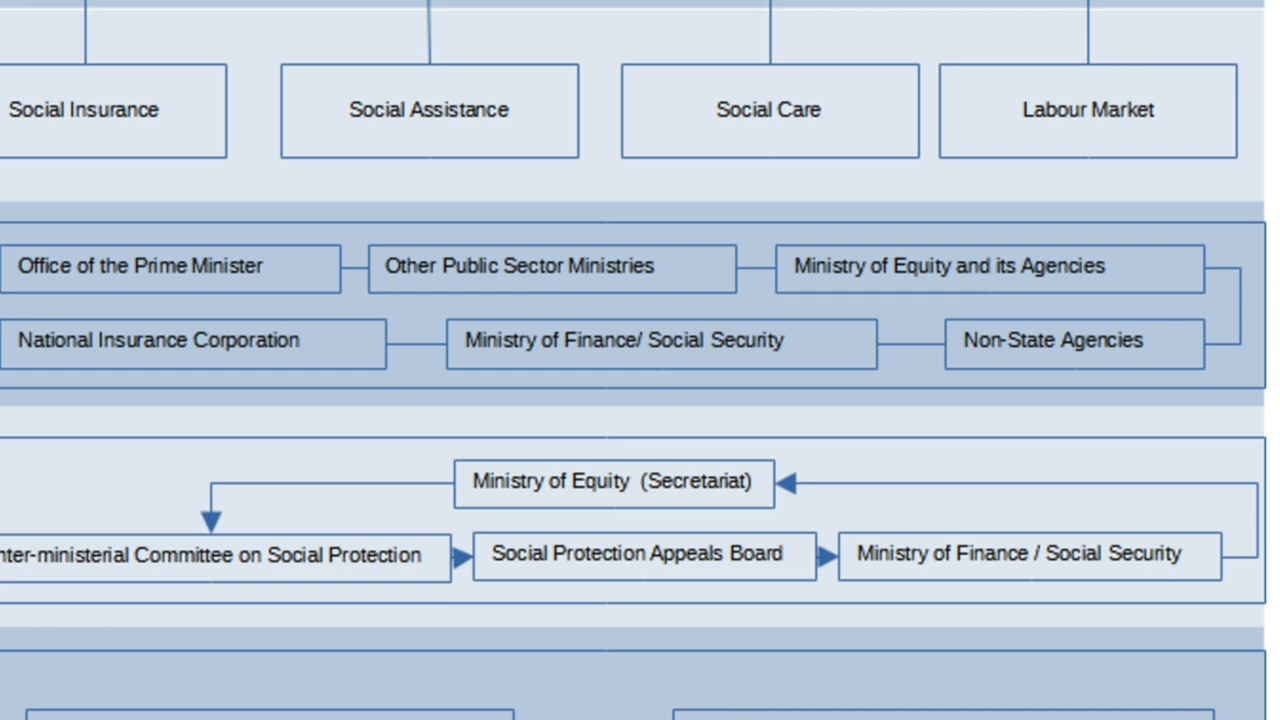 Social Insurance
Social Assistance
Social Care
Labour Market
Office of the Prime Minister
Other Public Sector Ministries
Ministry of Equity and its Agencies
National Insurance Corporation
Ministry of Finance/ Social Security
Non-State Agencies
Ministry of Equity  (Secretariat)
nter-ministerial Committee on Social Protection
Social Protection Appeals Board
Ministry of Finance / Social Security